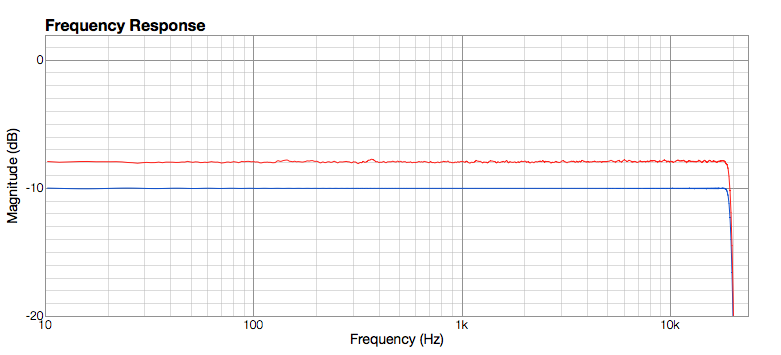 Frequency Response
0
-10
-20
Magnitude (dB)
10 100 1k 10k
Frequency (Hz)